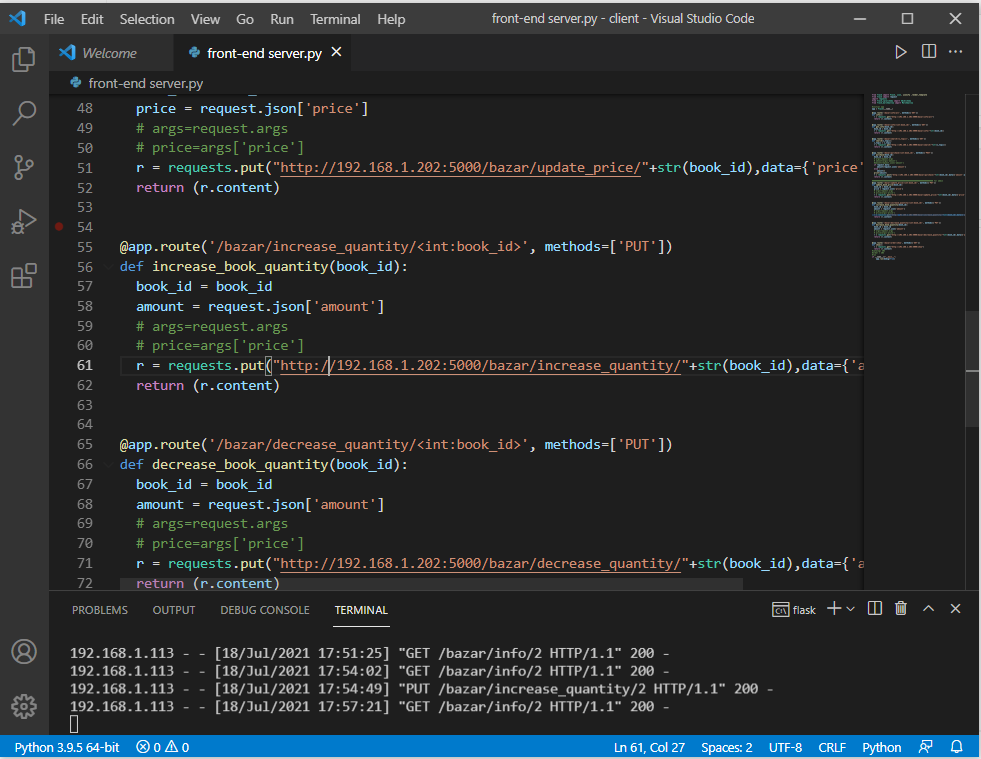 File Edit Selection View Go Run Terminal Help front-end server.py - client - Visual Studio Code
Welcome front-end server.py
front-end server.py
48 price = request.json['price']
49 # args=request.args
50 # price=args['price']
51 r = requests.put("http://192.168.1.202:5000/bazar/update_price/"+str(book_id),data={'price'
52 return (r.content)
53
54
55 @app.route('/bazar/increase_quantity/<int:book_id>', methods=['PUT'])
56 def increase_book_quantity(book_id):
57 book_id = book_id
58 amount = request.json['amount']
59 # args=request.args
60 # price=args['price']
61 r = requests.put("http://192.168.1.202:5000/bazar/increase_quantity/"+str(book_id),data={'a
62 return (r.content)
63
64
65 @app.route('/bazar/decrease_quantity/<int:book_id>', methods=['PUT'])
66 def decrease_book_quantity(book_id):
67 book_id = book_id
68 amount = request.json['amount']
69 # args=request.args
70 # price=args['price']
71 r = requests.put("http://192.168.1.202:5000/bazar/decrease_quantity/"+str(book_id),data={'a
72 return (r.content)
PROBLEMS OUTPUT DEBUG CONSOLE TERMINAL flask
192.168.1.113 - - [18/Jul/2021 17:51:25] "GET /bazar/info/2 HTTP/1.1" 200 -
192.168.1.113 - - [18/Jul/2021 17:54:02] "GET /bazar/info/2 HTTP/1.1" 200 -
192.168.1.113 - - [18/Jul/2021 17:54:49] "PUT /bazar/increase_quantity/2 HTTP/1.1" 200 -
192.168.1.113 - - [18/Jul/2021 17:57:21] "GET /bazar/info/2 HTTP/1.1" 200 -
Python 3.9.5 64-bit 0 0 Ln 61, Col 27 Spaces: 2 UTF-8 CRLF Python